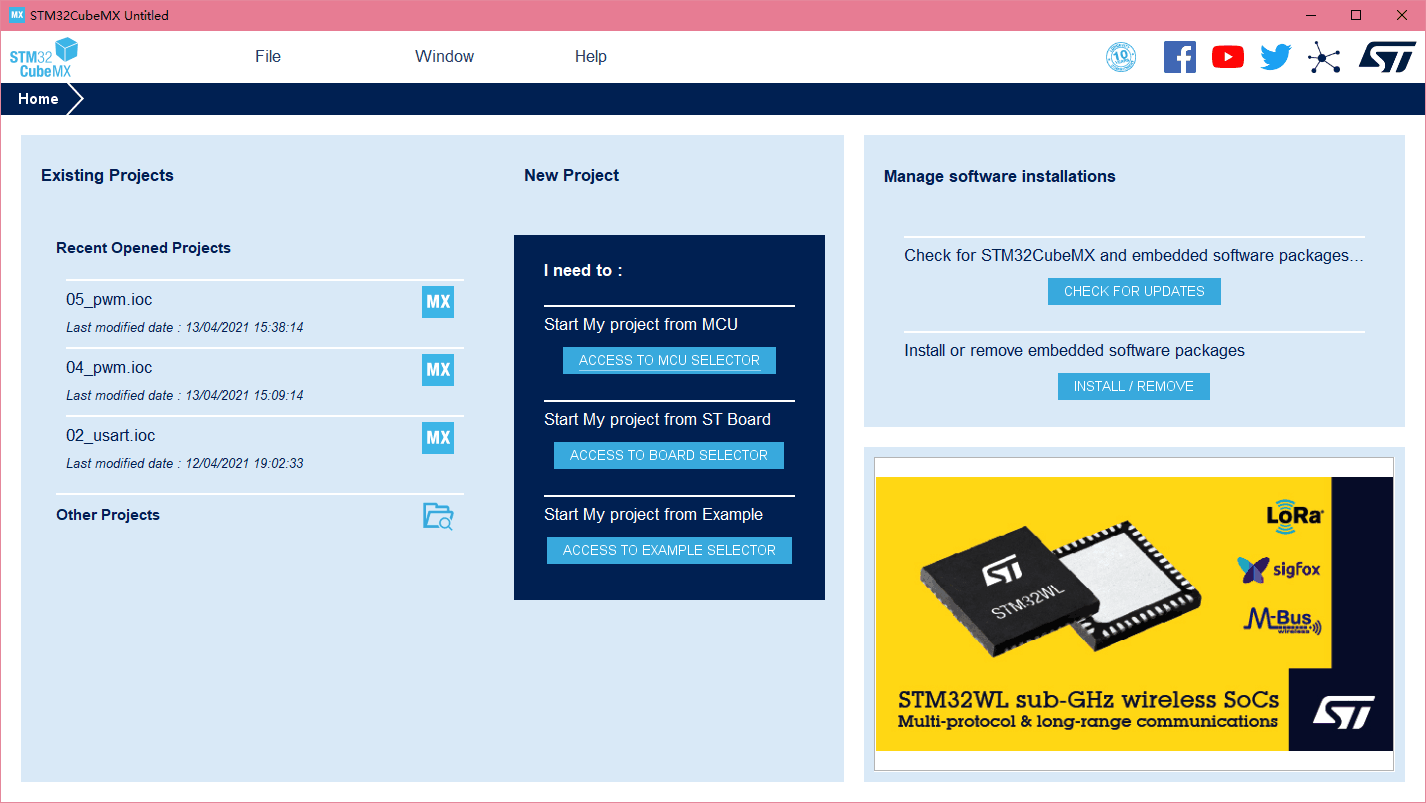 MX STM32CubeMX Untitled
STM32
CubeMX
File
Window
Help
10
ST
Home
Existing Projects
Recent Opened Projects
05_pwm.ioc
MX
Last modified date : 13/04/2021 15:38:14
04_pwm.ioc
MX
Last modified date : 13/04/2021 15:09:14
02_usart.ioc
MX
Last modified date : 12/04/2021 19:02:33
Other Projects
New Project
I need to :
Start My project from MCU
ACCESS TO MCU SELECTOR
Start My project from ST Board
ACCESS TO BOARD SELECTOR
Start My project from Example
ACCESS TO EXAMPLE SELECTOR
Manage software installations
Check for STM32CubeMX and embedded software packages...
CHECK FOR UPDATES
Install or remove embedded software packages
INSTALL / REMOVE
LoRa
sigfox
M-Bus
wireless
ST
STM32WL
STM32WL sub-GHz wireless SoCs
Multi-protocol & long-range communications
ST